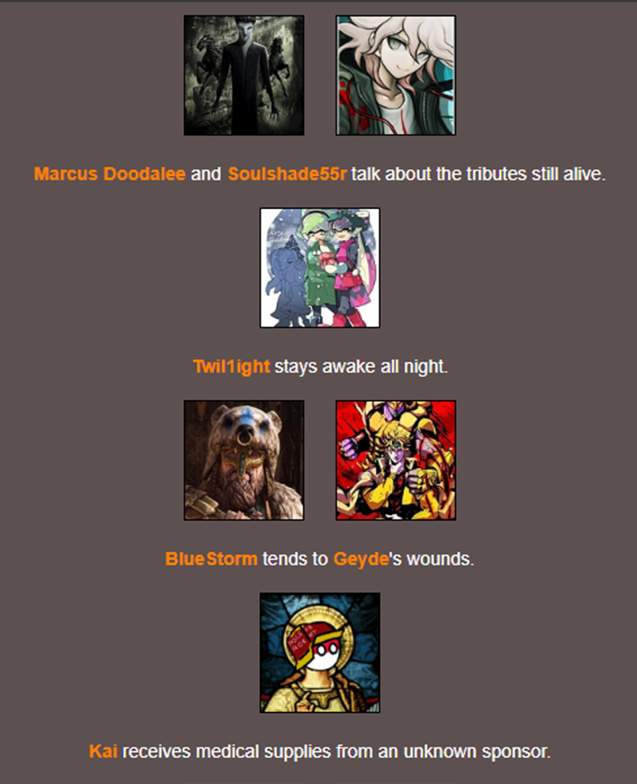 Marcus Doodalee and Soulshade55r talk about the tributes still alive.
Twil1ight stays awake all night.
BlueStorm tends to Geyde's wounds.
Kai receives medical supplies from an unknown sponsor.